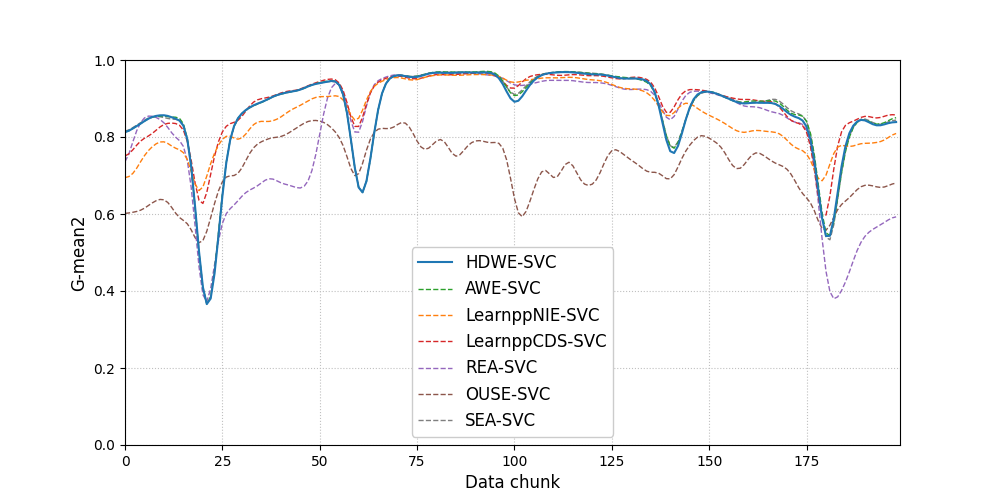 1.0
0.8
0.6
0.4
0.2
0.0
G-mean2
HDWE-SVC
AWE-SVC
LearnppNIE-SVC
LearnppCDS-SVC
REA-SVC
OUSE-SVC
SEA-SVC
0 25 50 75 100 125 150 175
Data chunk